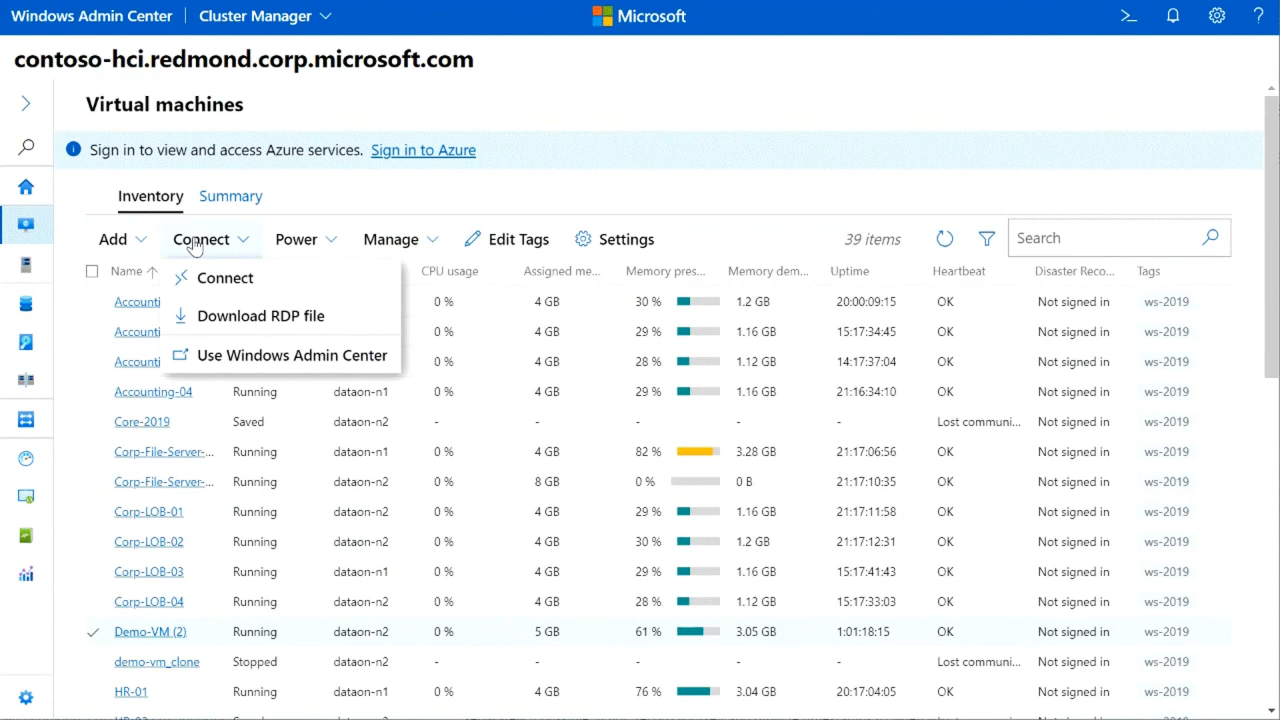 Windows Admin Center Cluster Manager Microsoft
contoso-hci.redmond.corp.microsoft.com
Virtual machines
Sign in to view and access Azure services. Sign in to Azure
Inventory Summary
Add Connect Power Manage Edit Tags Settings 39 items Search
Name CPU usage Assigned me... Memory pres... Memory dem... Uptime Heartbeat Disaster Reco... Tags
Connect
Download RDP file
Use Windows Admin Center
Accounti 0 % 4 GB 30 % 1.2 GB 20:00:09:15 OK Not signed in ws-2019
Accounti 0 % 4 GB 29 % 1.16 GB 15:17:34:45 OK Not signed in ws-2019
Accounti 0 % 4 GB 28 % 1.12 GB 14:17:37:04 OK Not signed in ws-2019
Accounting-04 Running dataon-n1 0 % 4 GB 29 % 1.16 GB 21:16:34:10 OK Not signed in ws-2019
Core-2019 Saved dataon-n2 - - - - - Lost communi... Not signed in ws-2019
Corp-File-Server-... Running dataon-n1 0 % 4 GB 82 % 3.28 GB 21:17:06:56 OK Not signed in ws-2019
Corp-File-Server-... Running dataon-n2 0 % 8 GB 0 % 0 B 21:17:10:35 OK Not signed in ws-2019
Corp-LOB-01 Running dataon-n2 0 % 4 GB 29 % 1.16 GB 21:17:11:58 OK Not signed in ws-2019
Corp-LOB-02 Running dataon-n2 0 % 4 GB 30 % 1.2 GB 21:17:12:31 OK Not signed in ws-2019
Corp-LOB-03 Running dataon-n1 0 % 4 GB 29 % 1.16 GB 15:17:41:43 OK Not signed in ws-2019
Corp-LOB-04 Running dataon-n2 0 % 4 GB 28 % 1.12 GB 15:17:33:03 OK Not signed in ws-2019
Demo-VM (2) Running dataon-n2 0 % 5 GB 61 % 3.05 GB 1:01:18:15 OK Not signed in ws-2019
demo-vm_clone Stopped dataon-n2 - - - - - Lost communi... Not signed in ws-2019
HR-01 Running dataon-n1 0 % 4 GB 76 % 3.04 GB 20:17:04:05 OK Not signed in ws-2019